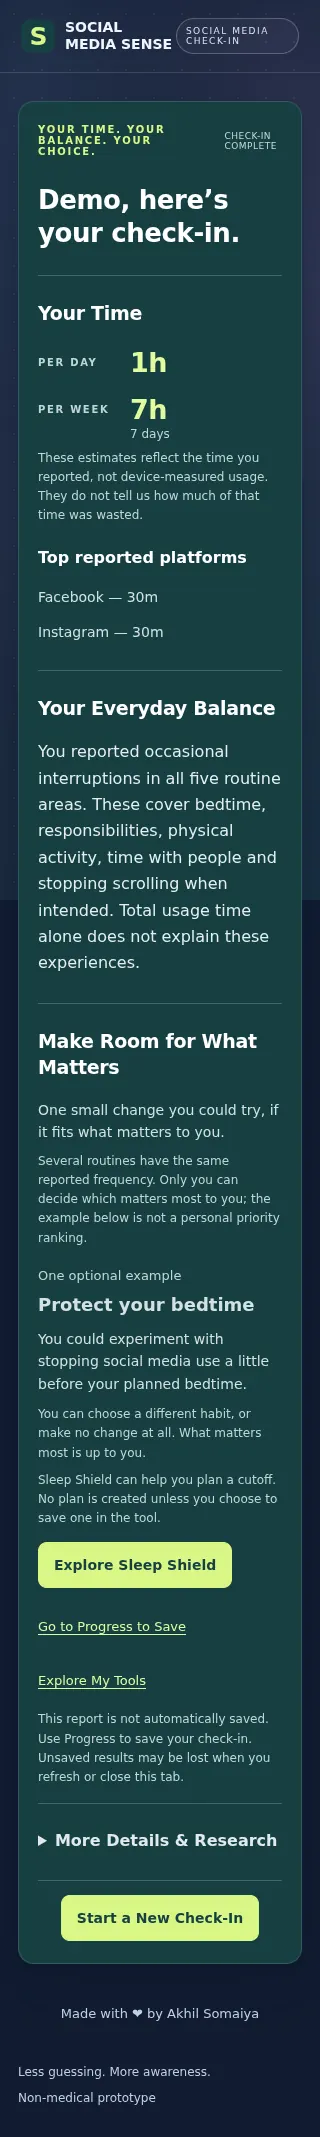 S
SOCIAL
MEDIA SENSE
SOCIAL MEDIA
CHECK-IN
YOUR TIME. YOUR
BALANCE. YOUR
CHOICE.
CHECK-IN
COMPLETE
Demo, here’s
your check-in.
Your Time
PER DAY 1h
PER WEEK 7h
7 days
These estimates reflect the time you
reported, not device-measured usage.
They do not tell us how much of that
time was wasted.
Top reported platforms
Facebook — 30m
Instagram — 30m
Your Everyday Balance
You reported occasional
interruptions in all five routine
areas. These cover bedtime,
responsibilities, physical
activity, time with people and
stopping scrolling when
intended. Total usage time
alone does not explain these
experiences.
Make Room for What
Matters
One small change you could try, if
it fits what matters to you.
Several routines have the same
reported frequency. Only you can
decide which matters most to you; the
example below is not a personal priority
ranking.
One optional example
Protect your bedtime
You could experiment with
stopping social media use a little
before your planned bedtime.
You can choose a different habit, or
make no change at all. What matters
most is up to you.
Sleep Shield can help you plan a cutoff.
No plan is created unless you choose to
save one in the tool.
Explore Sleep Shield
Go to Progress to Save
Explore My Tools
This report is not automatically saved.
Use Progress to save your check-in.
Unsaved results may be lost when you
refresh or close this tab.
▶ More Details & Research
Start a New Check-In
Made with ❤ by Akhil Somaiya
Less guessing. More awareness.
Non-medical prototype